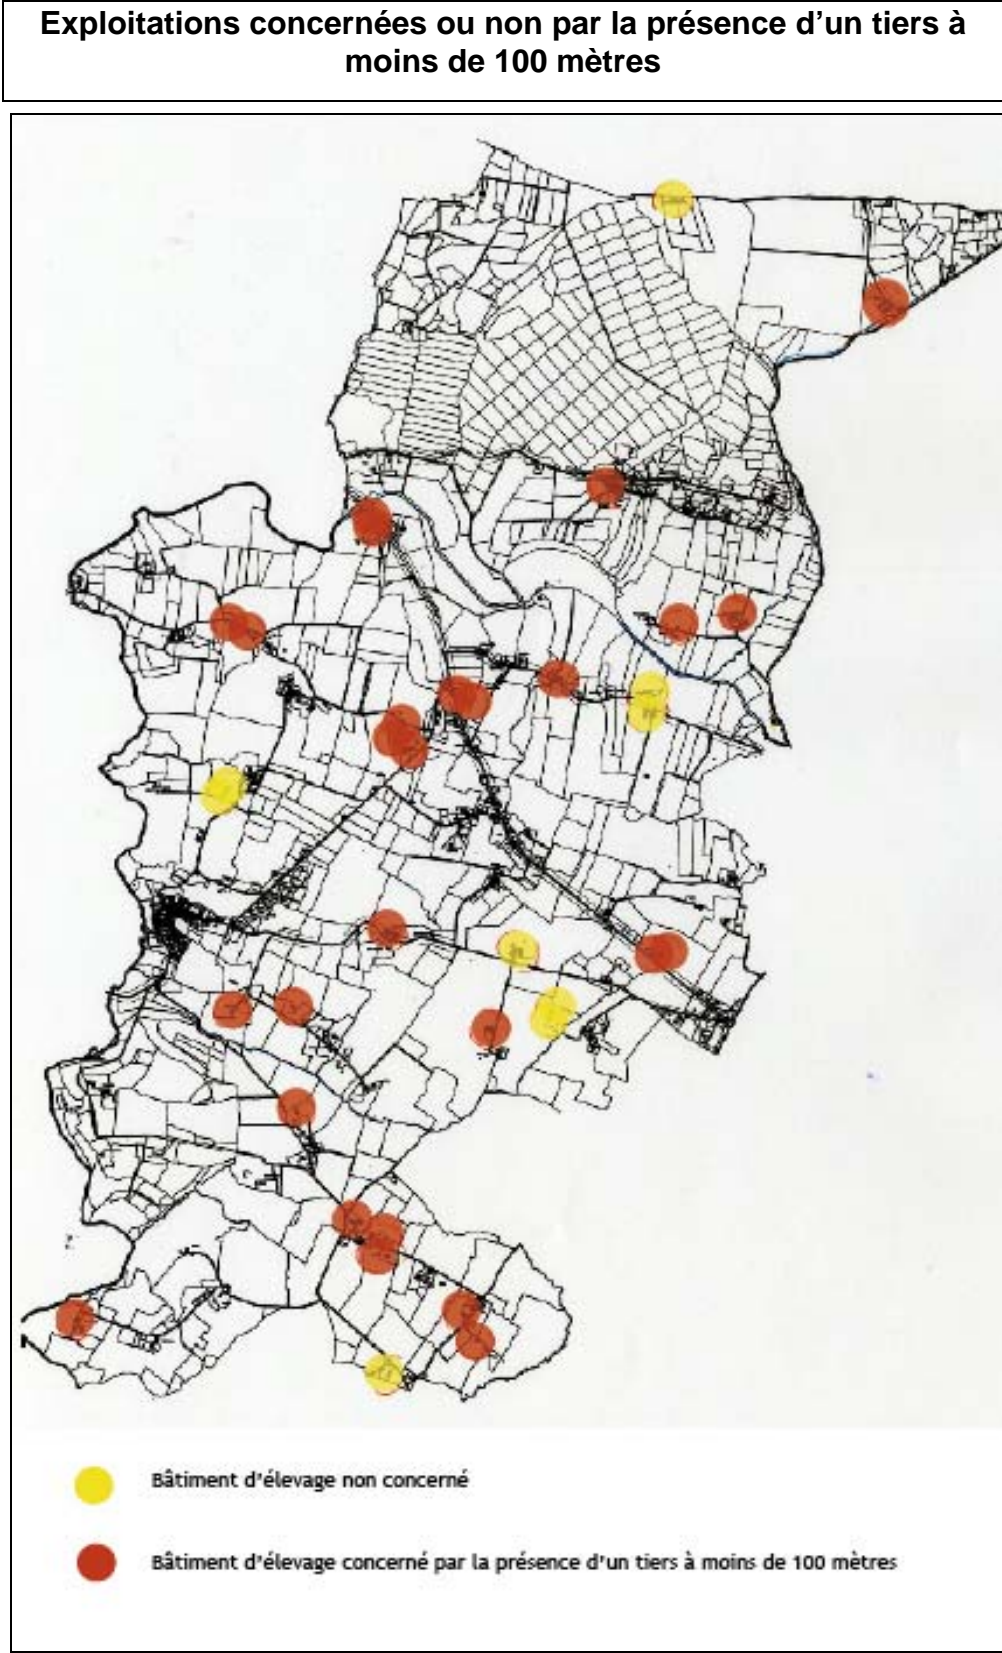 Exploitations concernées ou non par la présence d'un tiers à
moins de 100 mètres
Bâtiment d'élevage non concerné
Bâtiment d'élevage concerné par la présence d'un tiers à moins de 100 mètres